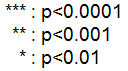 *** : p<0.0001
** : p<0.001
* : p<0.01